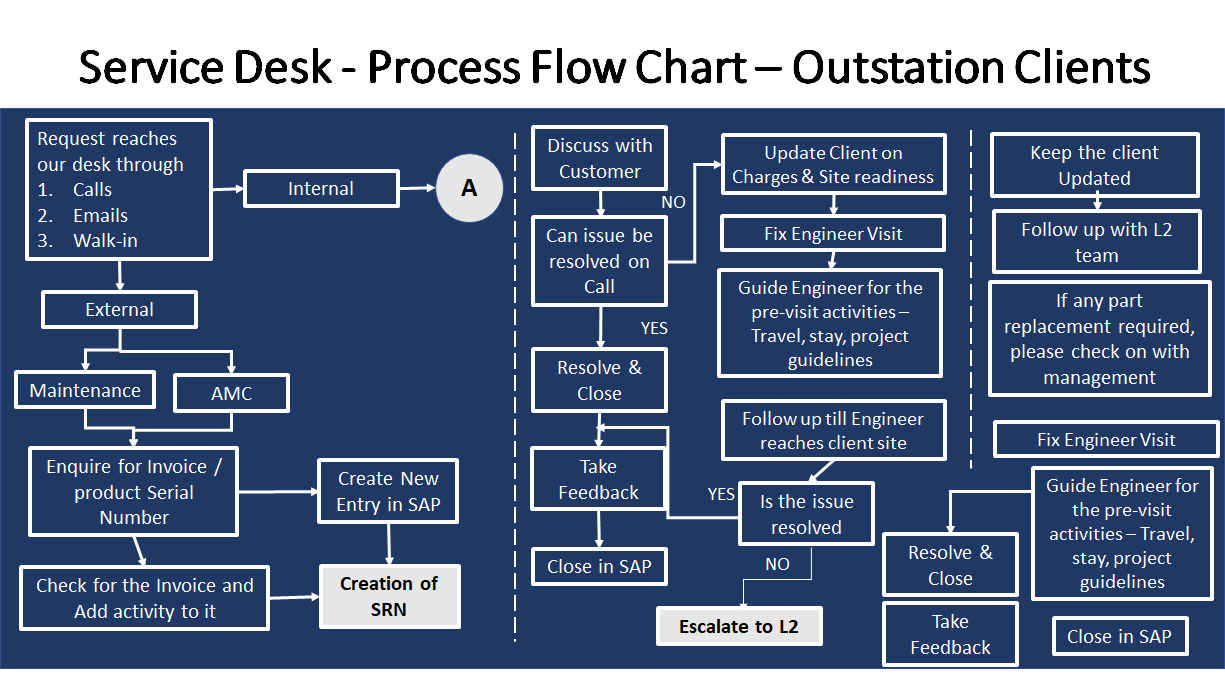 Service Desk - Process Flow Chart – Outstation Clients
Request reaches
our desk through
1. Calls
2. Emails
3. Walk-in
Internal
A
External
Maintenance
AMC
Enquire for Invoice /
product Serial
Number
Create New
Entry in SAP
Check for the Invoice and
Add activity to it
Creation of
SRN
Discuss with
Customer
Can issue be
resolved on
Call
NO
YES
Resolve &
Close
Take
Feedback
Close in SAP
Update Client on
Charges & Site readiness
Fix Engineer Visit
Guide Engineer for the
pre-visit activities –
Travel, stay, project
guidelines
Follow up till Engineer
reaches client site
YES
Is the issue
resolved
NO
Escalate to L2
Keep the client
Updated
Follow up with L2
team
If any part
replacement required,
please check on with
management
Fix Engineer Visit
Guide Engineer for
the pre-visit
activities – Travel,
stay, project
guidelines
Resolve &
Close
Take
Feedback
Close in SAP